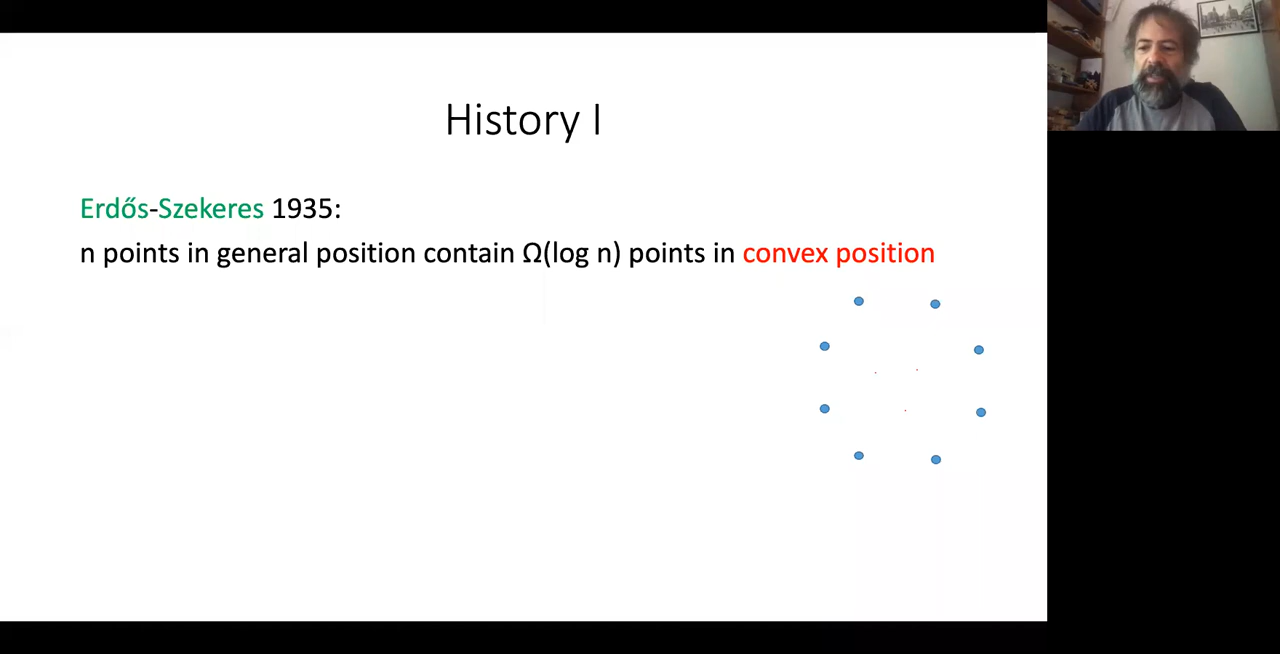 History I
Erdős-Szekeres 1935:
n points in general position contain Ω(log n) points in convex position